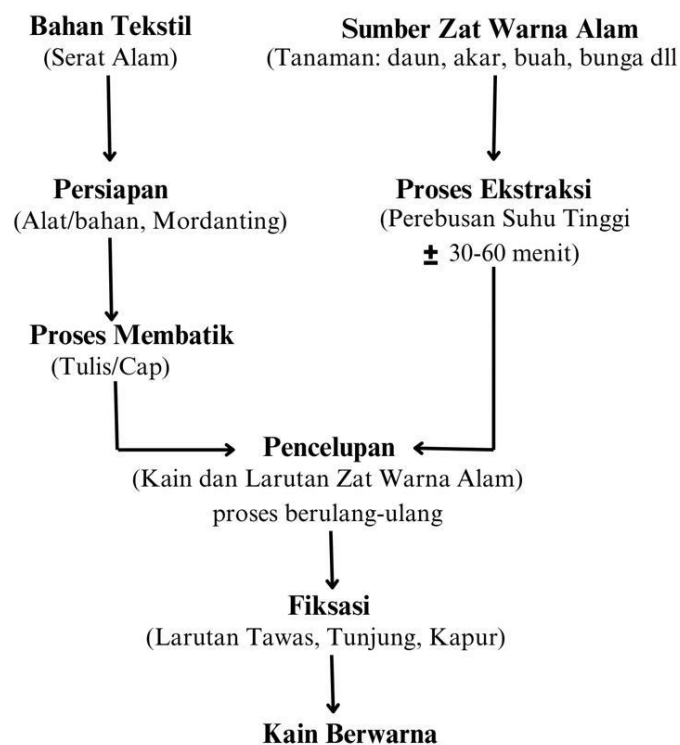 Bahan Tekstil
(Serat Alam)
Sumber Zat Warna Alam
(Tanaman: daun, akar, buah, bunga dll
Persiapan
(Alat/bahan, Mordanting)
Proses Ekstraksi
(Perebusan Suhu Tinggi
± 30-60 menit)
Proses Membatik
(Tulis/Cap)
Pencelupan
(Kain dan Larutan Zat Warna Alam)
proses berulang-ulang
Fiksasi
(Larutan Tawas, Tunjung, Kapur)
Kain Berwarna